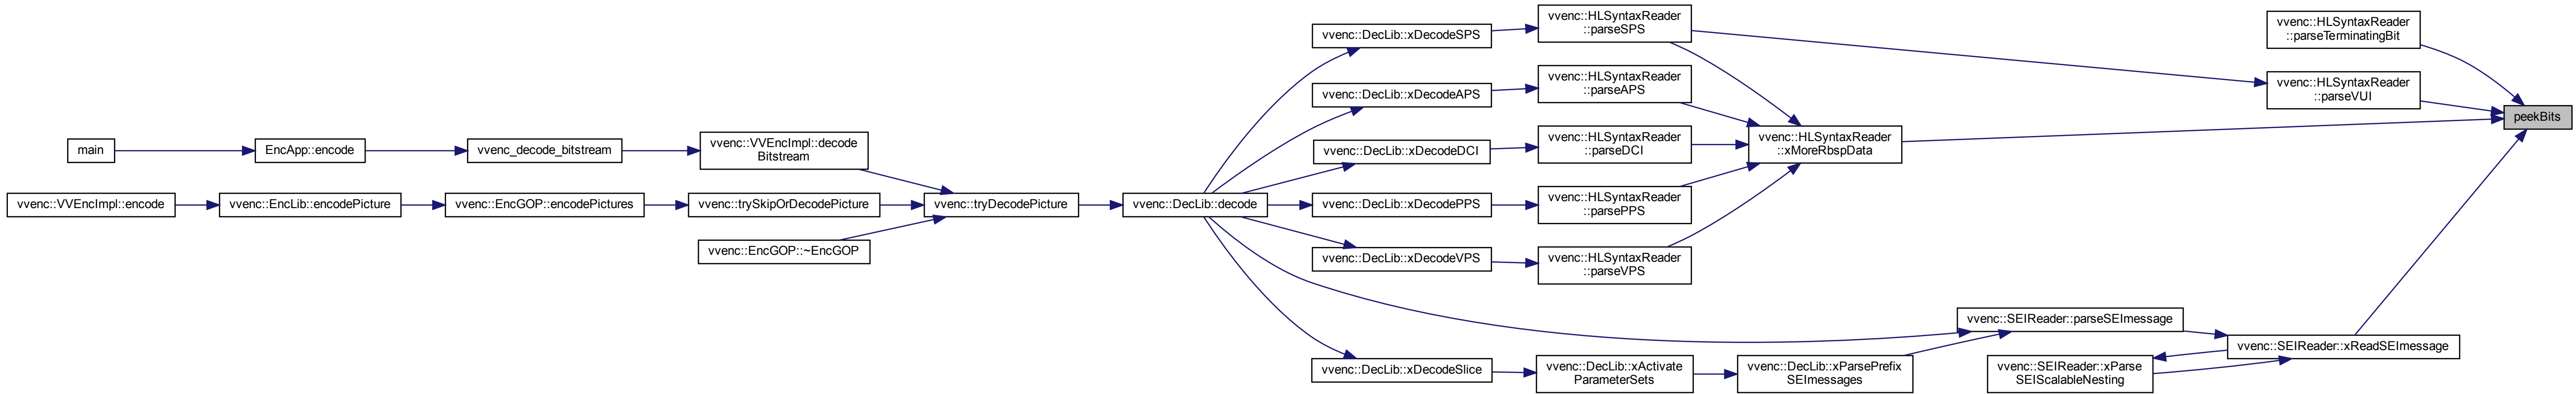 main
vvenc::VVEncImpl::encode
EncApp::encode
vvenc::EncLib::encodePicture
vvenc_decode_bitstream
vvenc::EncGOP::encodePictures
vvenc::VVEncImpl::decode
Bitstream
vvenc::trySkipOrDecodePicture
vvenc::EncGOP::~EncGOP
vvenc::tryDecodePicture
vvenc::DecLib::decode
vvenc::DecLib::xDecodeSPS
vvenc::DecLib::xDecodeAPS
vvenc::DecLib::xDecodeDCI
vvenc::DecLib::xDecodePPS
vvenc::DecLib::xDecodeVPS
vvenc::DecLib::xDecodeSlice
vvenc::HLSyntaxReader
::parseSPS
vvenc::HLSyntaxReader
::parseAPS
vvenc::HLSyntaxReader
::parseDCI
vvenc::HLSyntaxReader
::parsePPS
vvenc::HLSyntaxReader
::parseVPS
vvenc::DecLib::xActivate
ParameterSets
vvenc::HLSyntaxReader
::xMoreRbspData
vvenc::DecLib::xParsePrefix
SEImessages
vvenc::SEIReader::parseSEImessage
vvenc::SEIReader::xParse
SEIScalableNesting
vvenc::HLSyntaxReader
::parseTerminatingBit
vvenc::HLSyntaxReader
::parseVUI
vvenc::SEIReader::xReadSEImessage
peekBits